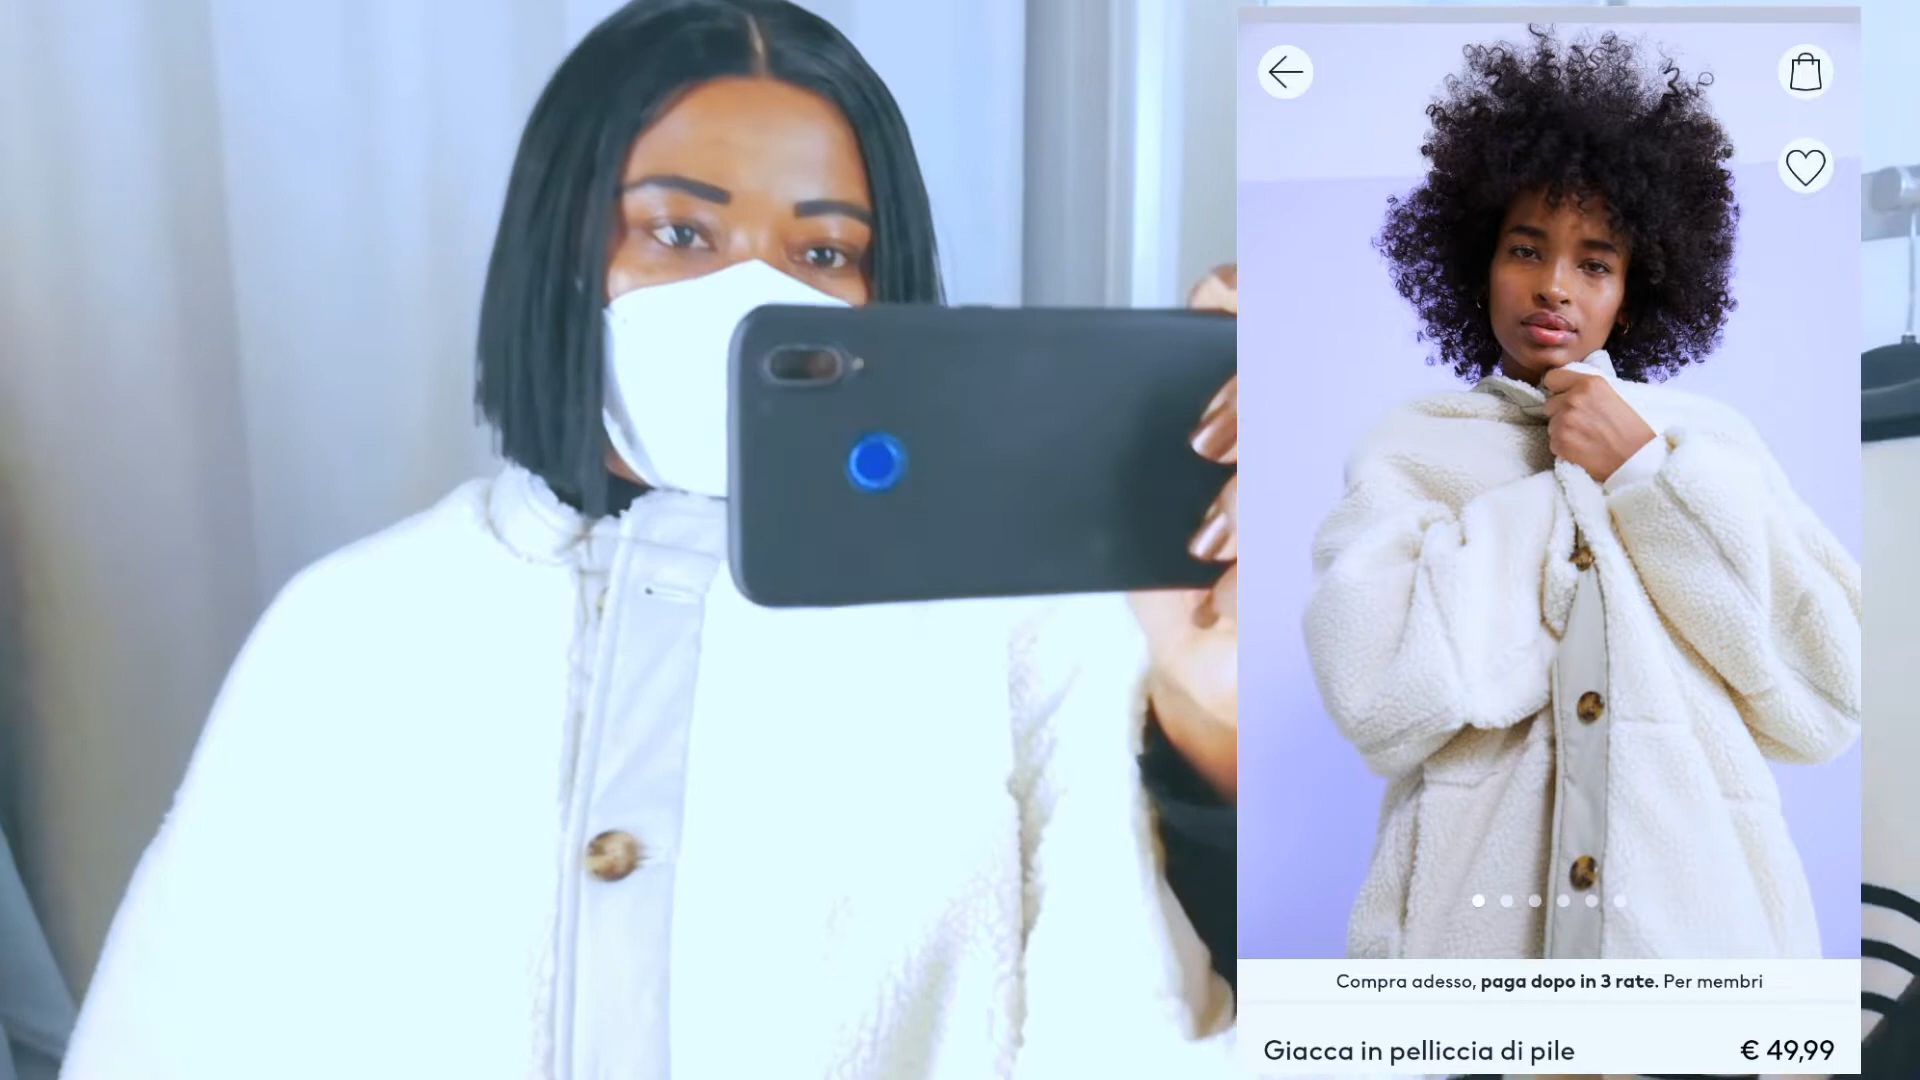 Compra adesso, paga dopo in 3 rate. Per membri
Giacca in pelliccia di pile
€ 49,99